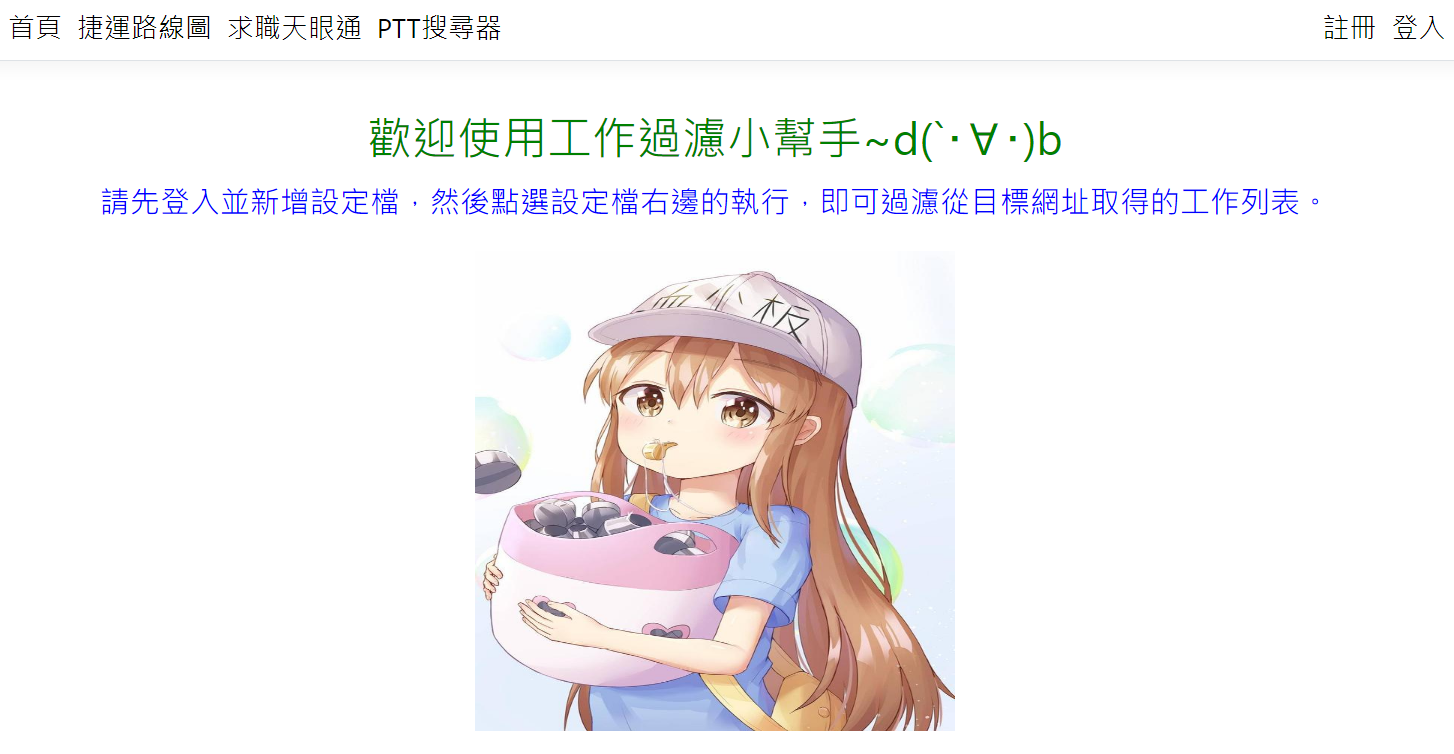 首頁 捷運路線圖 求職天眼通 PTT搜尋器 註冊 登入
歡迎使用工作過濾小幫手~d(`･∀･)b
請先登入並新增設定檔，然後點選設定檔右邊的執行，即可過濾從目標網址取得的工作列表。
血小板